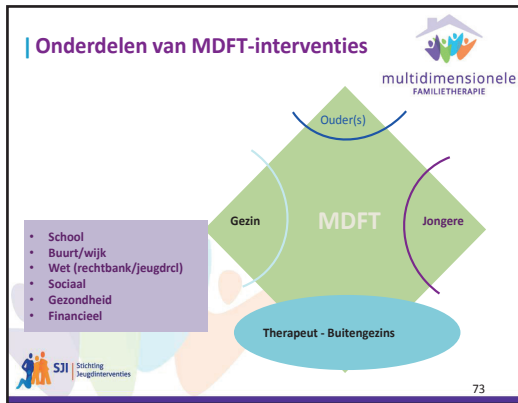 | Onderdelen van MDFT-interventies
multidimensionele
FAMILIETHERAPIE
Ouder(s)
Gezin
MDFT
Jongere
• School
• Buurt/wijk
• Wet (rechtbank/jeugdrcl)
• Sociaal
• Gezondheid
• Financieel
Therapeut - Buitengezins
SJI | Stichting
Jeugdinterventies
73